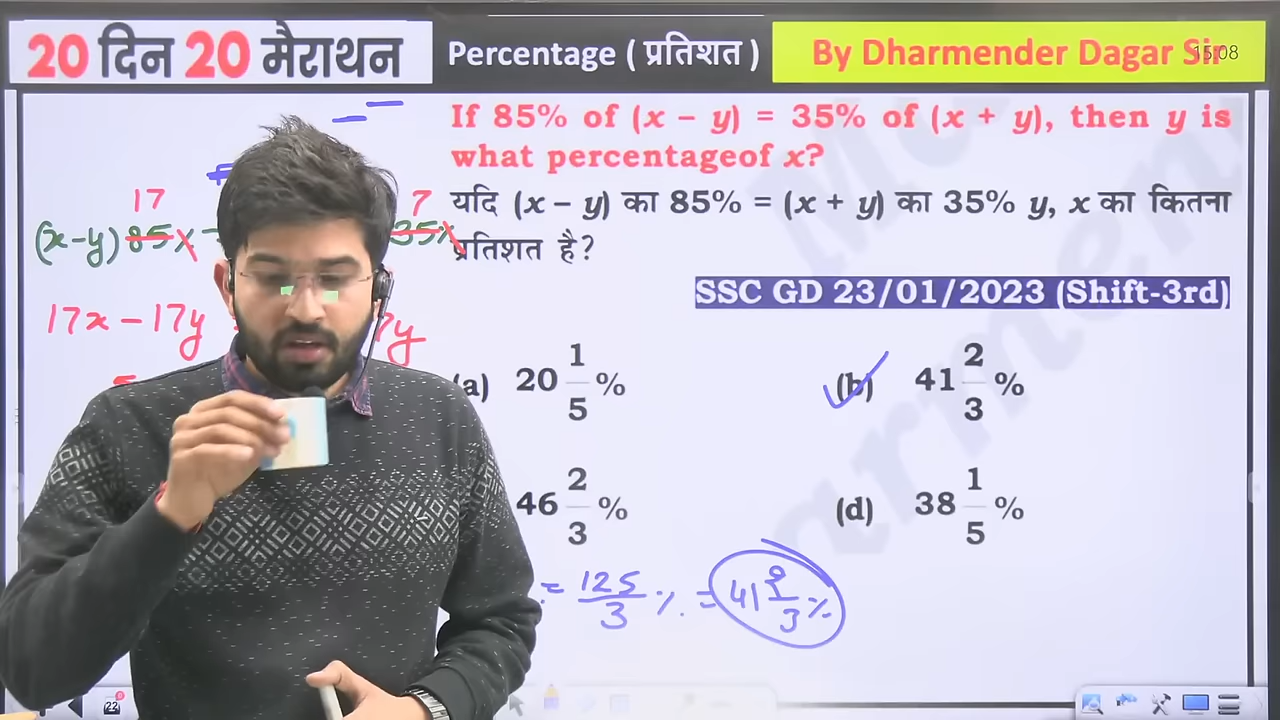 20 दिन 20 मैराथन
Percentage ( प्रतिशत )
By Dharmender Dagar Sir
15:08
If 85% of (x – y) = 35% of (x + y), then y is
what percentageof x?
यदि (x – y) का 85% = (x + y) का 35% y, x का कितना
प्रतिशत है?
SSC GD 23/01/2023 (Shift-3rd)
17
7
(x-y) 85%
35%
17x - 17y
7y
(a) 20 1/5 %
(b) 41 2/3 %
46 2/3 %
(d) 38 1/5 %
= 125/3 % = 41 2/3 %
22